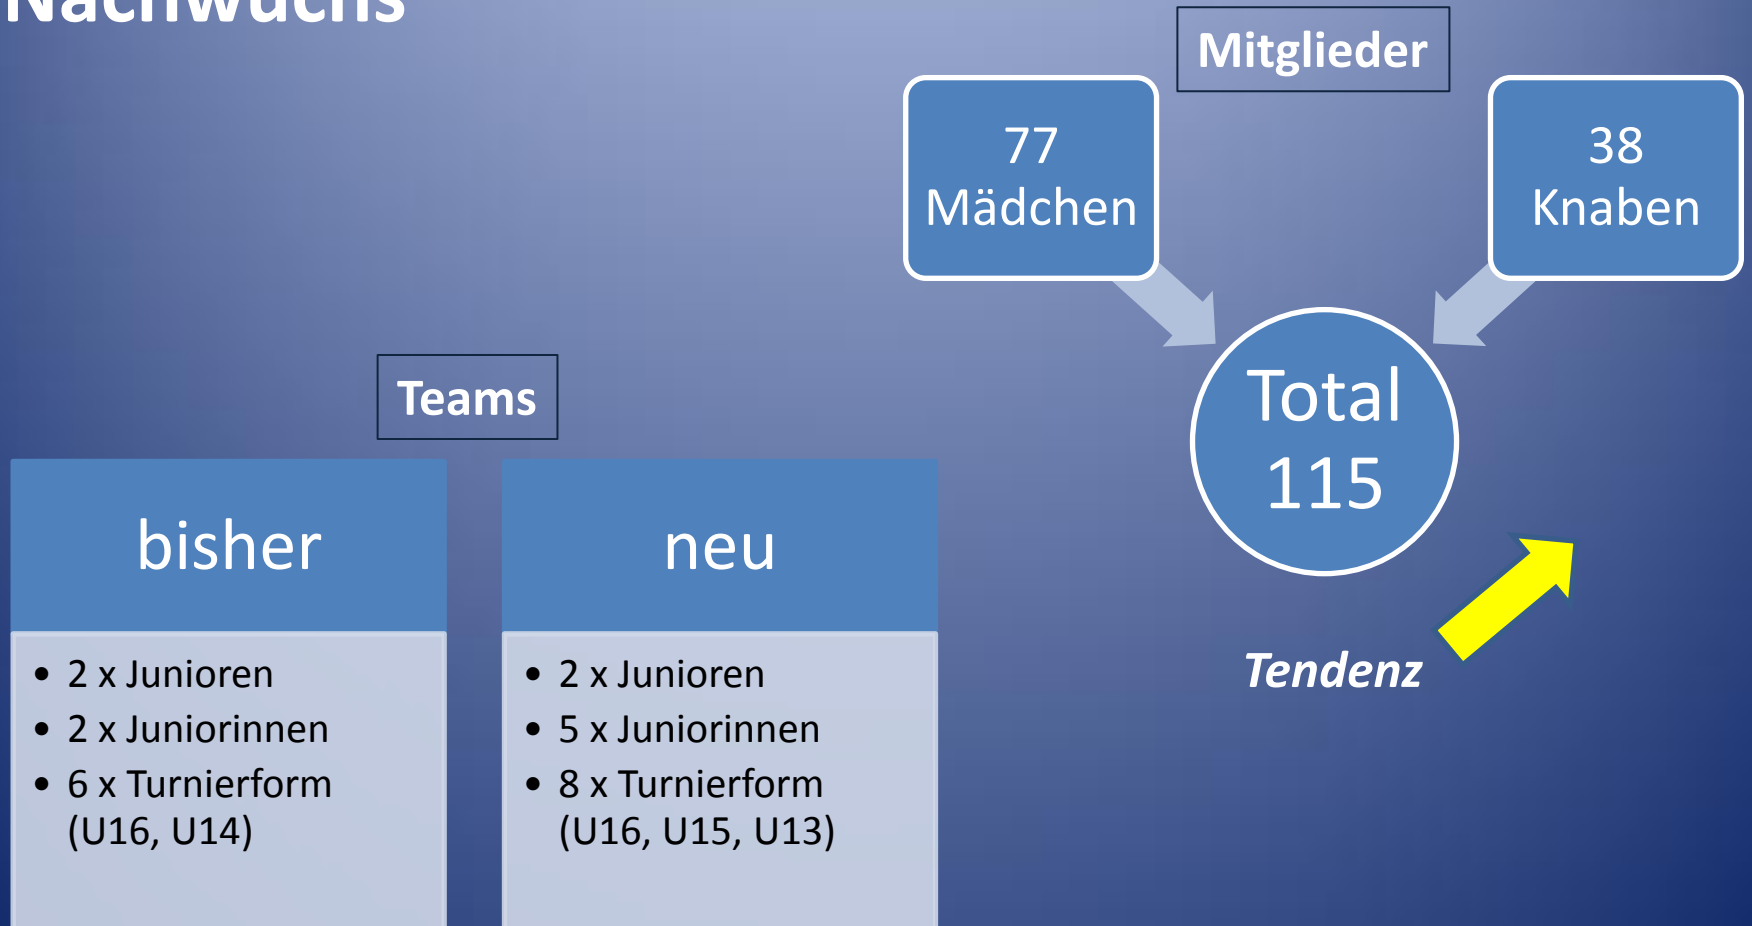 Nachwuchs
Mitglieder
77
Mädchen
38
Knaben
Total
115
Tendenz
Teams
bisher
• 2 x Junioren
• 2 x Juniorinnen
• 6 x Turnierform
(U16, U14)
neu
• 2 x Junioren
• 5 x Juniorinnen
• 8 x Turnierform
(U16, U15, U13)